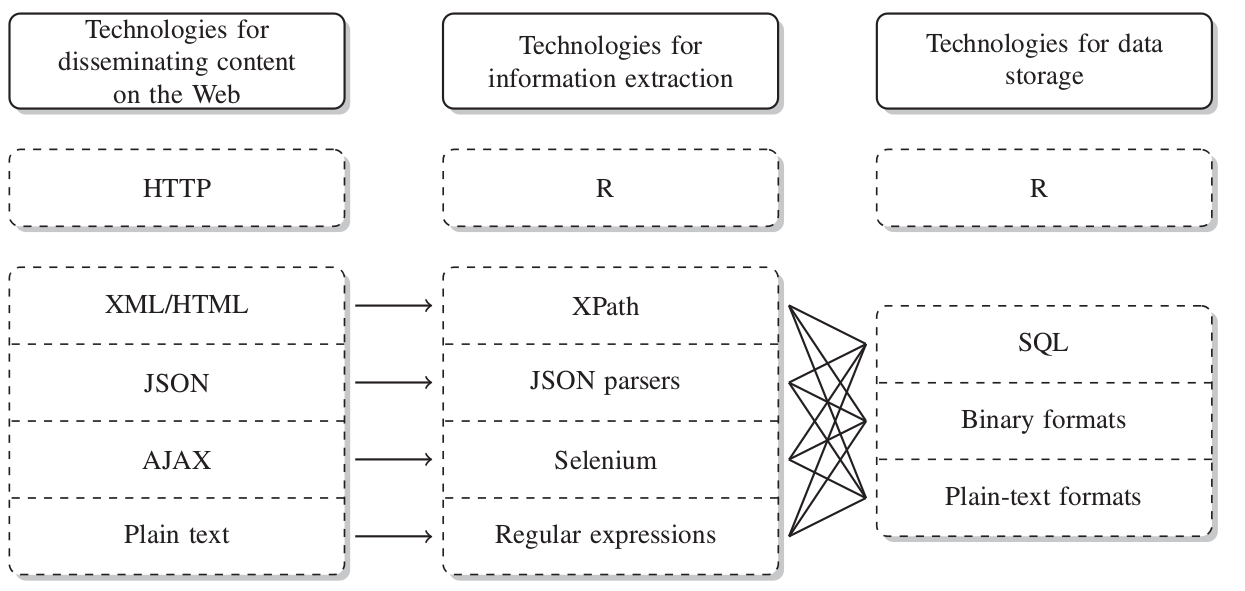 Technologies for
disseminating content
on the Web
Technologies for
information extraction
Technologies for data
storage
HTTP
R
R
XML/HTML
JSON
AJAX
Plain text
XPath
JSON parsers
Selenium
Regular expressions
SQL
Binary formats
Plain-text formats